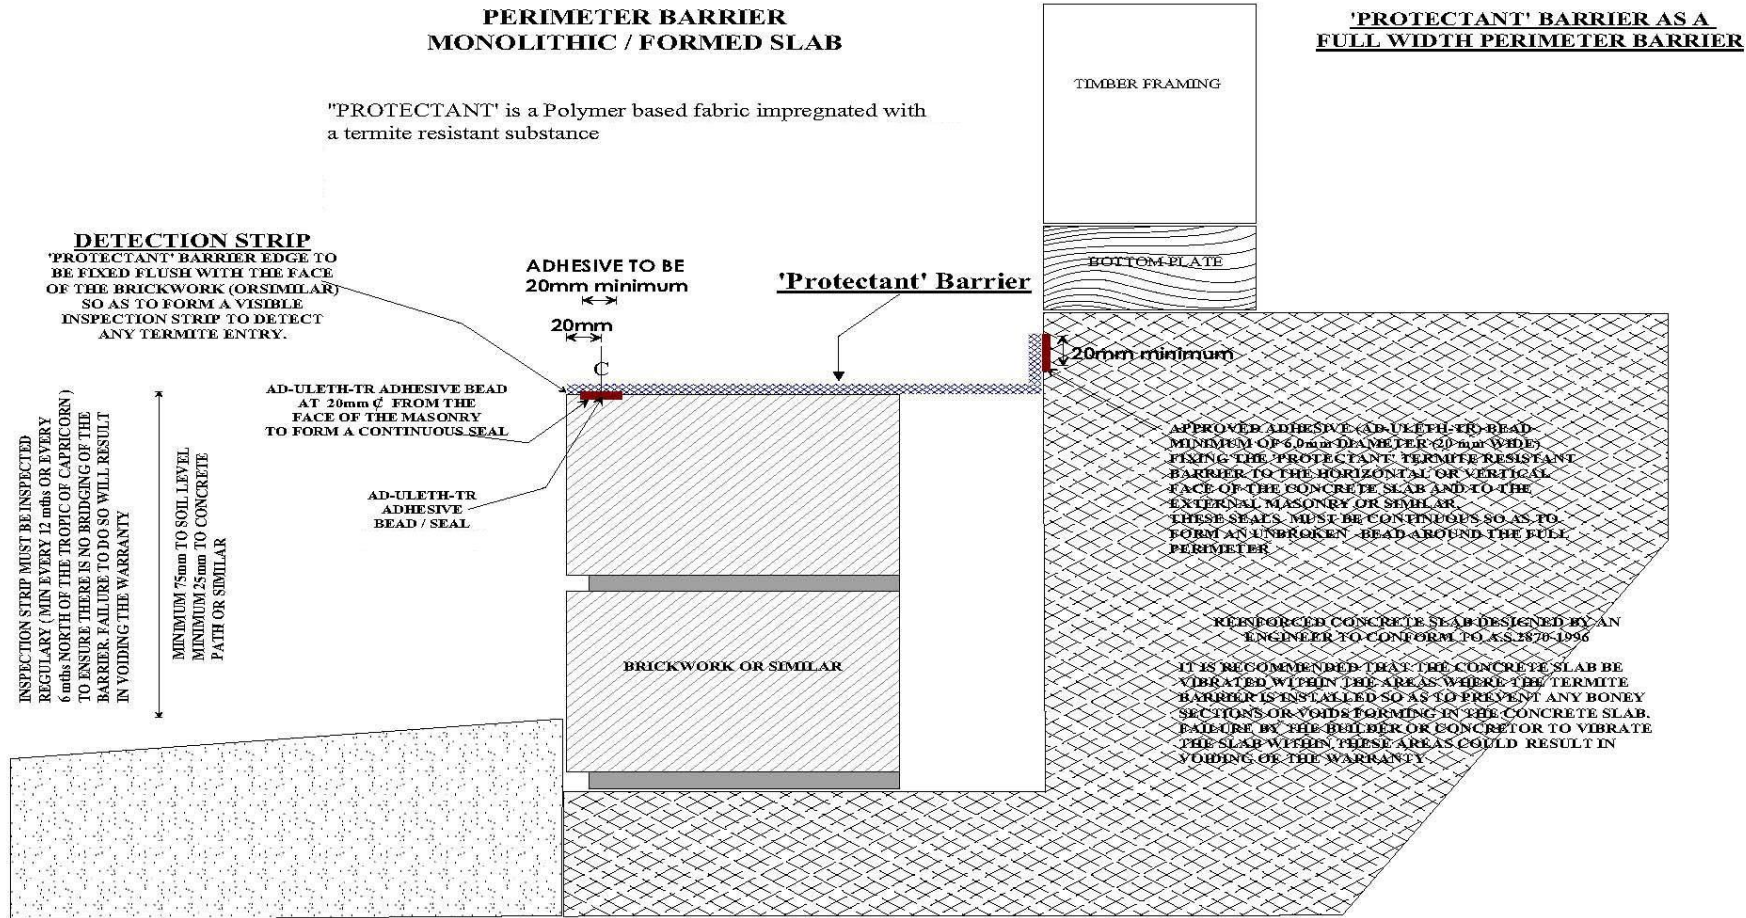 PERIMETER BARRIER
MONOLITHIC / FORMED SLAB
'PROTECTANT' BARRIER AS A
FULL WIDTH PERIMETER BARRIER
TIMBER FRAMING
"PROTECTANT' is a Polymer based fabric impregnated with
a termite resistant substance
DETECTION STRIP
'PROTECTANT' BARRIER EDGE TO
BE FIXED FLUSH WITH THE FACE
OF THE BRICKWORK (ORSIMILAR)
SO AS TO FORM A VISIBLE
INSPECTION STRIP TO DETECT
ANY TERMITE ENTRY.
ADHESIVE TO BE
20mm minimum
20mm
C
'Protectant' Barrier
BOTTOM PLATE
20mm minimum
AD-ULETH-TR ADHESIVE BEAD
AT 20mm ₵ FROM THE
FACE OF THE MASONRY
TO FORM A CONTINUOUS SEAL
AD-ULETH-TR
ADHESIVE
BEAD / SEAL
INSPECTION STRIP MUST BE INSPECTED
REGULARY ( MIN EVERY 12 mths OR EVERY
6 mths NORTH OF THE TROPIC OF CAPRICORN )
TO ENSURE THERE IS NO BRIDGING OF THE
BARRIER. FAILURE TO DO SO WILL RESULT
IN VOIDING THE WARRANTY
MINIMUM 75mm TO SOIL LEVEL
MINIMUM 25mm TO CONCRETE
PATH OR SIMILAR
BRICKWORK OR SIMILAR
APPROVED ADHESIVE (AD-ULETH-TR) BEAD
MINIMUM OF 6.0mm DIAMETER (20 mm WIDE)
FIXING THE 'PROTECTANT' TERMITE RESISTANT
BARRIER TO THE HORIZONTAL OR VERTICAL
FACE OF THE CONCRETE SLAB AND TO THE
EXTERNAL MASONRY OR SIMILAR.
THESE SEALS MUST BE CONTINUOUS SO AS TO
FORM AN UNBROKEN BEAD AROUND THE FULL
PERIMETER
REINFORCED CONCRETE SLAB DESIGNED BY AN
ENGINEER TO CONFORM TO A.S.2870-1996
IT IS RECOMMENDED THAT THE CONCRETE SLAB BE
VIBRATED WITHIN THE AREAS WHERE THE TERMITE
BARRIER IS INSTALLED SO AS TO PREVENT ANY BONEY
SECTIONS OR VOIDS FORMING IN THE CONCRETE SLAB.
FAILURE BY THE BUILDER OR CONCRETOR TO VIBRATE
THE SLAB WITHIN THESE AREAS COULD RESULT IN
VOIDING OF THE WARRANTY